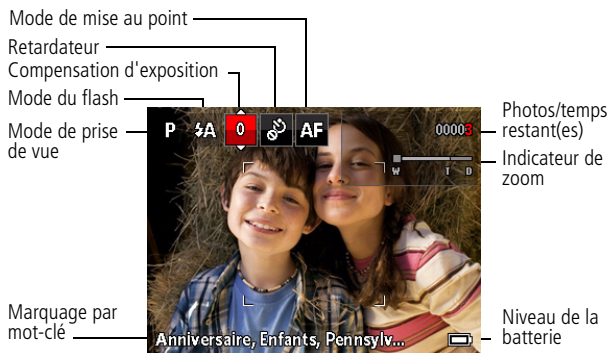 Mode de mise au point
Retardateur
Compensation d'exposition
Mode du flash
Mode de prise
de vue
P A 0 AF
00003
W T D
Photos/temps
restant(es)
Indicateur de
zoom
Marquage par
mot-clé
Anniversaire, Enfants, Pennsylv...
Niveau de la
batterie